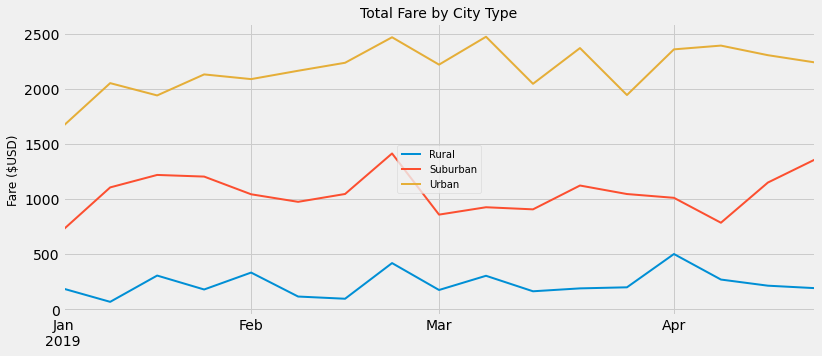 Total Fare by City Type
Fare ($USD)
2500
2000
1500
1000
500
0
Rural
Suburban
Urban
Jan
2019
Feb
Mar
Apr